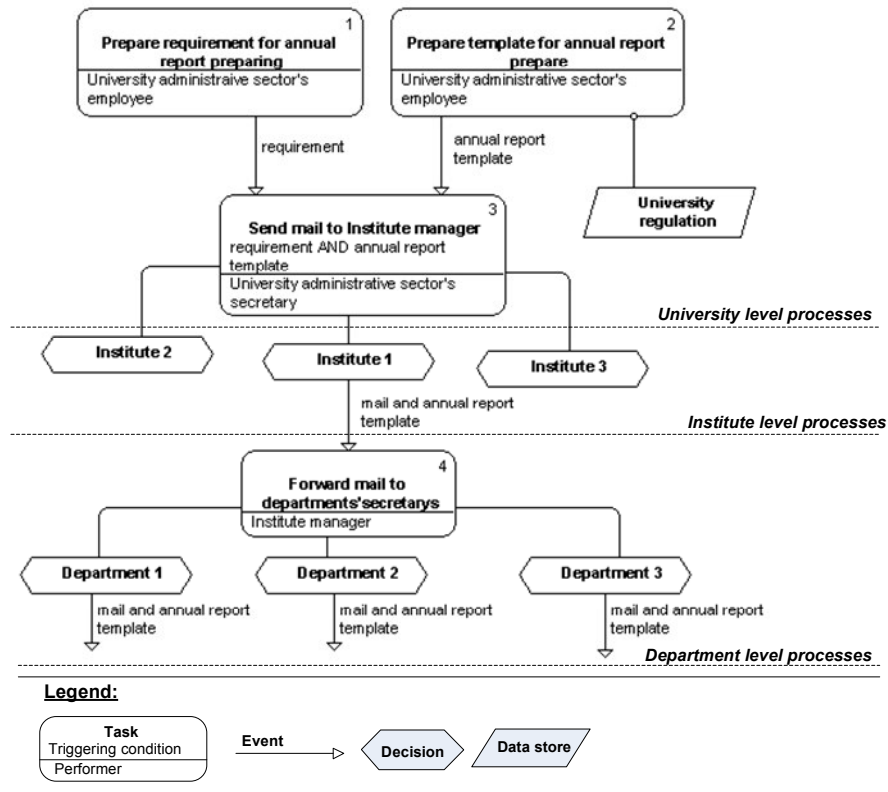 1
Prepare requirement for annual
report preparing
University administraive sector's
employee
2
Prepare template for annual report
prepare
University administrative sector's
employee
requirement
annual report
template
University
regulation
3
Send mail to Institute manager
requirement AND annual report
template
University administrative sector's
secretary
University level processes
Institute 2
Institute 1
Institute 3
mail and annual report
template
Institute level processes
4
Forward mail to
departments'secretarys
Institute manager
Department 1
Department 2
Department 3
mail and annual report
template
mail and annual report
template
mail and annual report
template
Department level processes
Legend:
Task
Triggering condition
Performer
Event
Decision
Data store